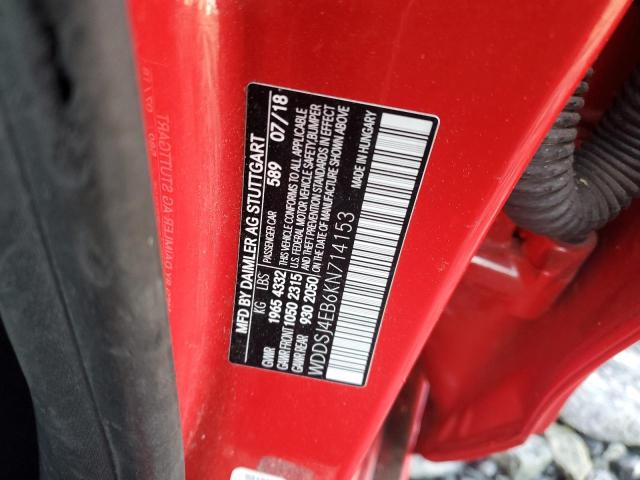 MFD BY DAIMLER AG STUTTGART 589 07/18
KG LBS PASSENGER CAR
GWR 1965 4332 THIS VEHICLE CONFORMS TO ALL APPLICABLE
GAWR FRONT 1050 2315 U.S. FEDERAL MOTOR VEHICLE SAFETY, BUMPER
GAWR REAR 930 2050 AND THEFT PREVENTION STANDARDS IN EFFECT
ON THE DATE OF MANUFACTURE SHOWN ABOVE
WDDSJ4EB6KN714153 MADE IN HUNGARY